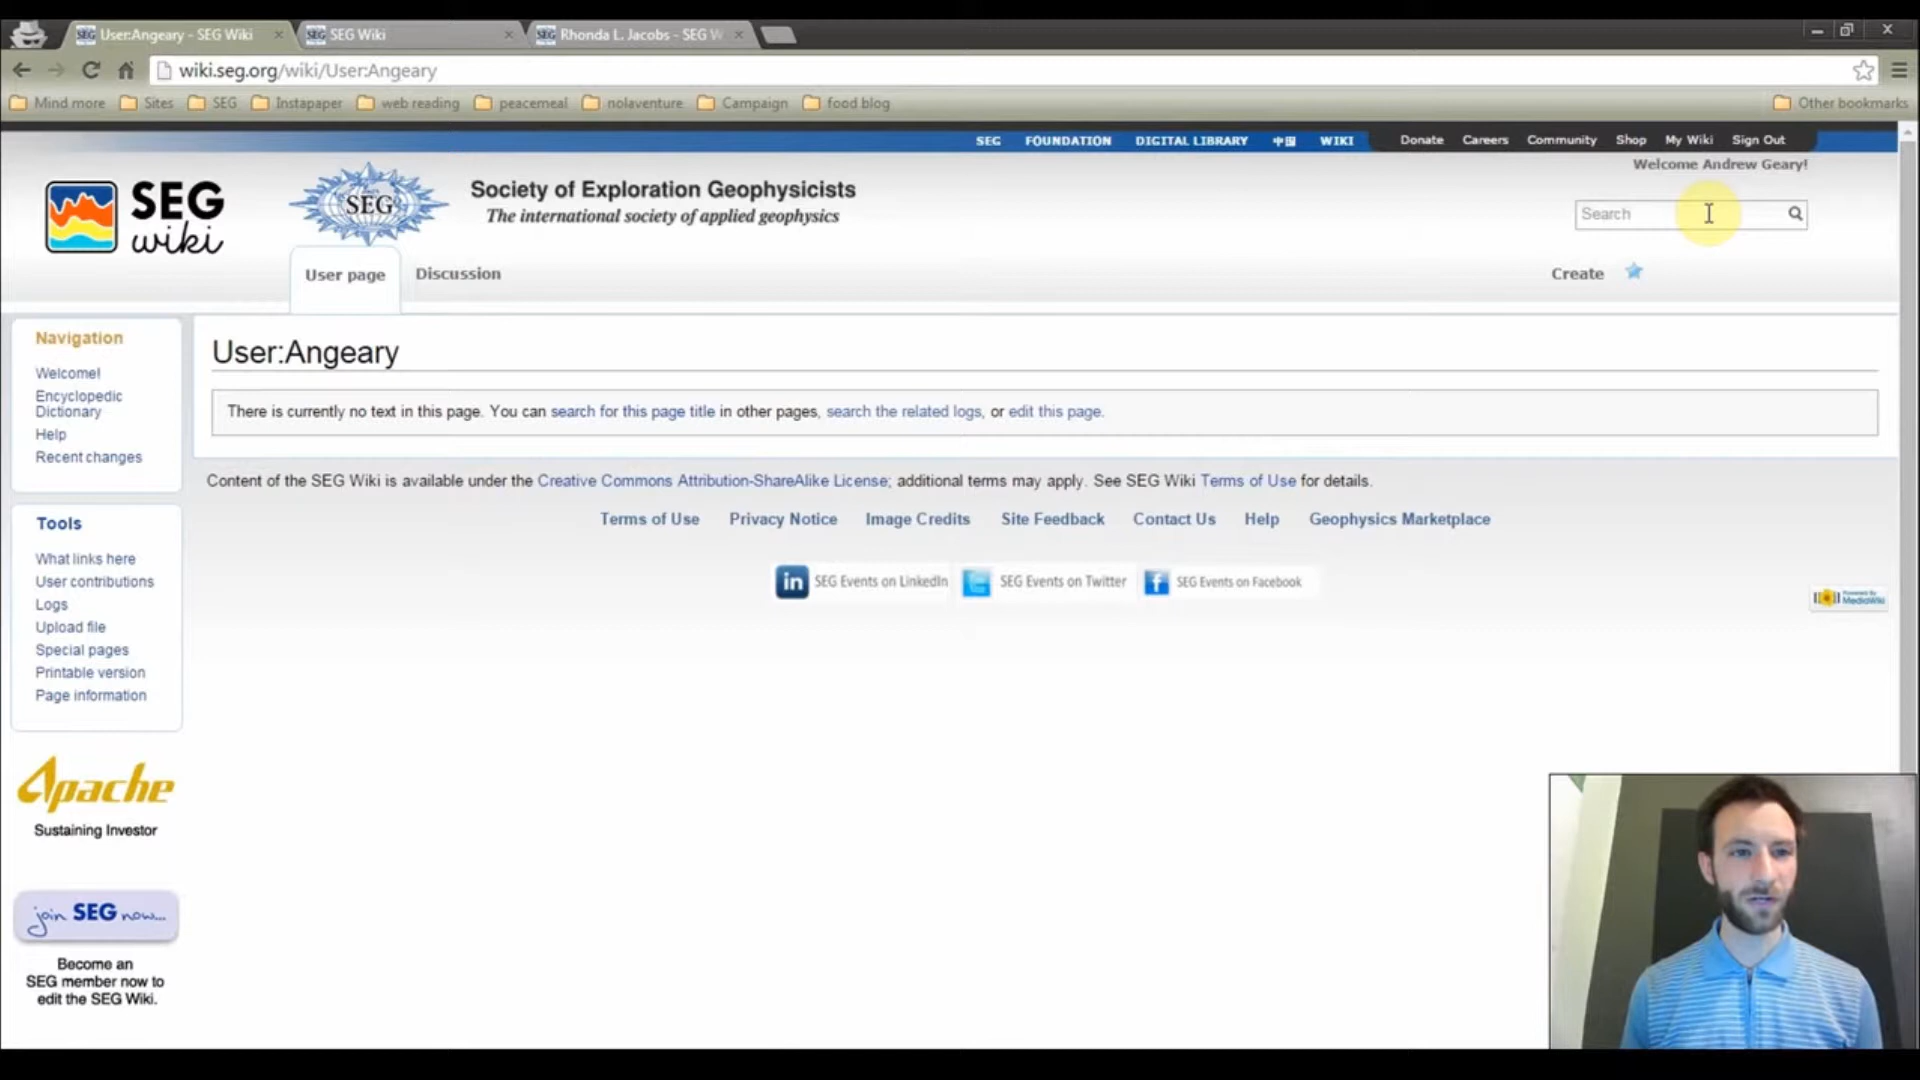 User:Angeary - SEG Wiki
SEG Wiki
Rhonda L. Jacobs - SEG W
wiki.seg.org/wiki/User:Angeary
Mind more Sites SEG Instapaper web reading peacemeal nolaventure Campaign food blog Other bookmarks
SEG FOUNDATION DIGITAL LIBRARY 中国 WIKI Donate Careers Community Shop My Wiki Sign Out
Welcome Andrew Geary!
SEG wiki
SEG
Society of Exploration Geophysicists
The international society of applied geophysics
Search
User page Discussion Create
Navigation
Welcome!
Encyclopedic
Dictionary
Help
Recent changes
User:Angeary
There is currently no text in this page. You can search for this page title in other pages, search the related logs, or edit this page.
Content of the SEG Wiki is available under the Creative Commons Attribution-ShareAlike License; additional terms may apply. See SEG Wiki Terms of Use for details.
Terms of Use Privacy Notice Image Credits Site Feedback Contact Us Help Geophysics Marketplace
in SEG Events on LinkedIn SEG Events on Twitter f SEG Events on Facebook
Powered By
MediaWiki
Tools
What links here
User contributions
Logs
Upload file
Special pages
Printable version
Page information
Apache
Sustaining Investor
join SEG now...
Become an
SEG member now to
edit the SEG Wiki.